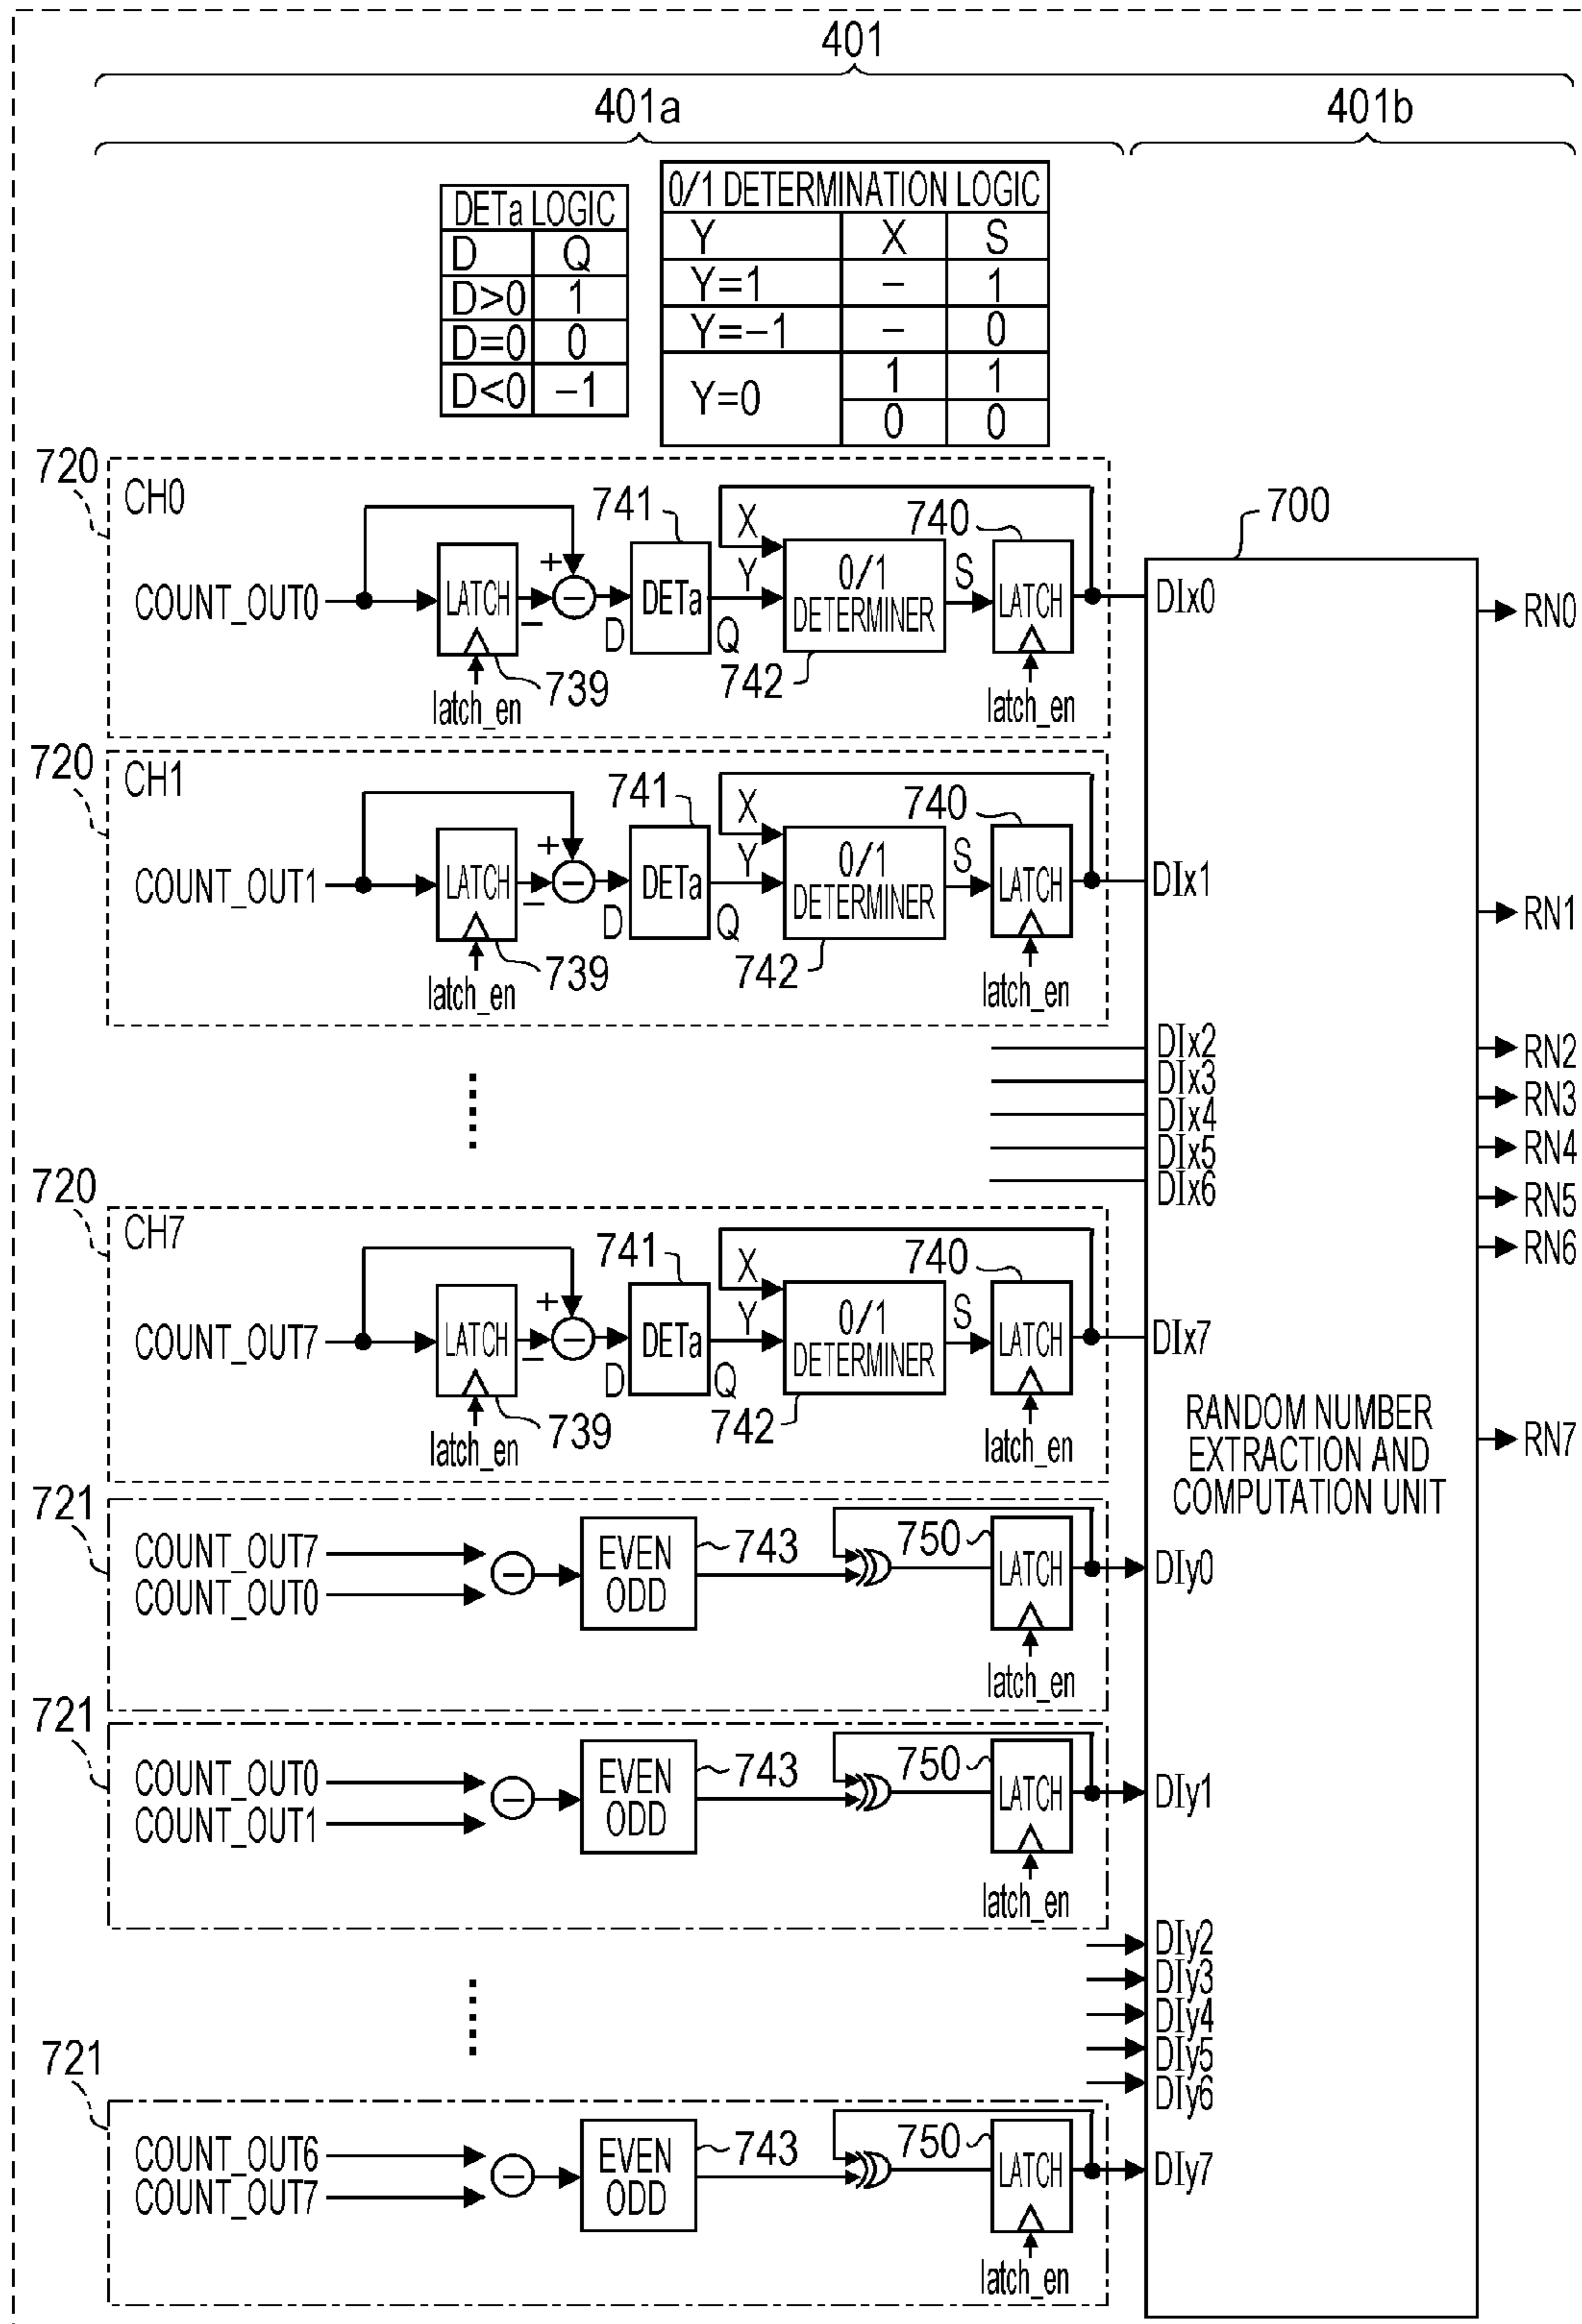 401
401a
401b
DETa LOGIC
D Q
D>0 1
D=0 0
D<0 −1
0/1 DETERMINATION LOGIC
Y X S
Y=1 − 1
Y=−1 − 0
Y=0 1 1
0 0
720
CH0
741
X
740
700
COUNT_OUT0
LATCH
+
−
−
D
DETa
Q
Y
0/1
DETERMINER
S
LATCH
DIx0
RN0
latch_en
739
742
latch_en
720
CH1
741
X
740
COUNT_OUT1
LATCH
+
−
−
D
DETa
Q
Y
0/1
DETERMINER
S
LATCH
DIx1
RN1
latch_en
739
742
latch_en
DIx2
DIx3
DIx4
DIx5
DIx6
RN2
RN3
RN4
RN5
RN6
720
CH7
741
X
740
COUNT_OUT7
LATCH
+
−
−
D
DETa
Q
Y
0/1
DETERMINER
S
LATCH
DIx7
latch_en
739
742
latch_en
RANDOM NUMBER
EXTRACTION AND
COMPUTATION UNIT
RN7
721
COUNT_OUT7
COUNT_OUT0
−
EVEN
ODD
743
750
LATCH
DIy0
latch_en
721
COUNT_OUT0
COUNT_OUT1
−
EVEN
ODD
743
750
LATCH
DIy1
latch_en
DIy2
DIy3
DIy4
DIy5
DIy6
721
COUNT_OUT6
COUNT_OUT7
−
EVEN
ODD
743
750
LATCH
DIy7
latch_en